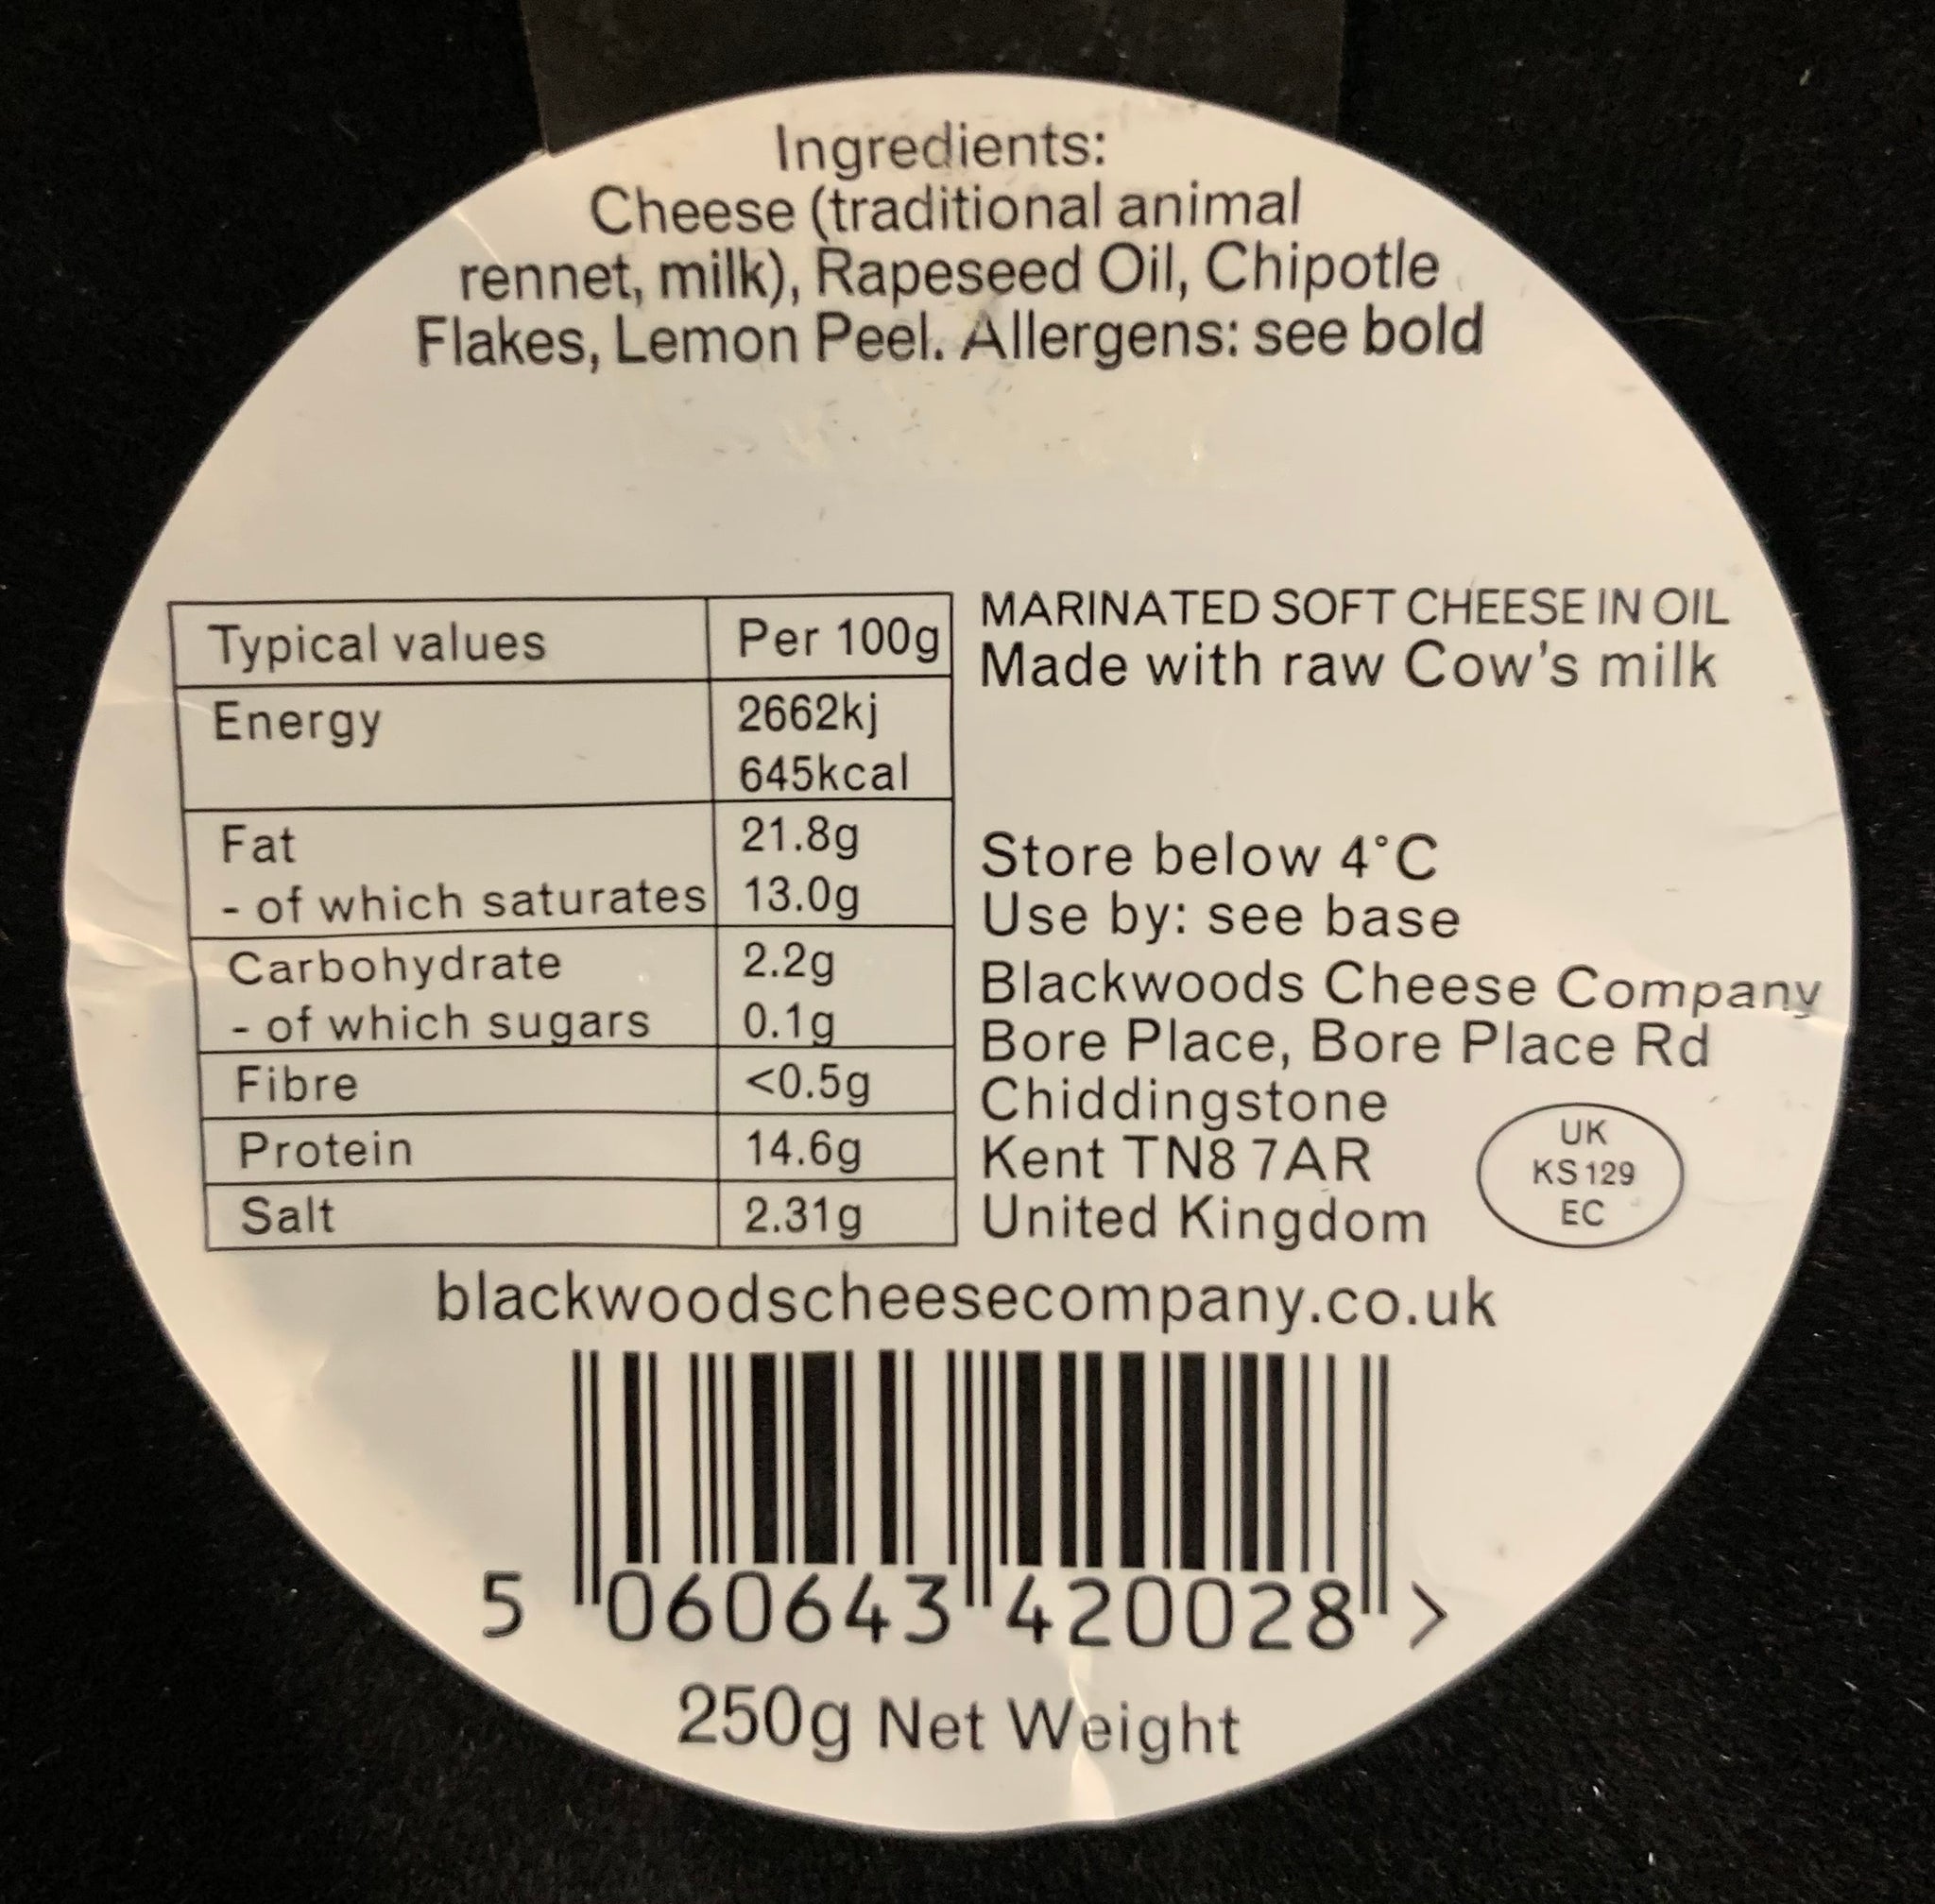 Ingredients:
Cheese (traditional animal
rennet, milk), Rapeseed Oil, Chipotle
Flakes, Lemon Peel. Allergens: see bold
Typical values Per 100g
Energy 2662kj
645kcal
Fat 21.8g
- of which saturates 13.0g
Carbohydrate 2.2g
- of which sugars 0.1g
Fibre <0.5g
Protein 14.6g
Salt 2.31g
MARINATED SOFT CHEESE IN OIL
Made with raw Cow's milk
Store below 4°C
Use by: see base
Blackwoods Cheese Company
Bore Place, Bore Place Rd
Chiddingstone
Kent TN8 7AR
United Kingdom
UK
KS 129
EC
blackwoodscheesecompany.co.uk
5 060643 420028 >
250g Net Weight